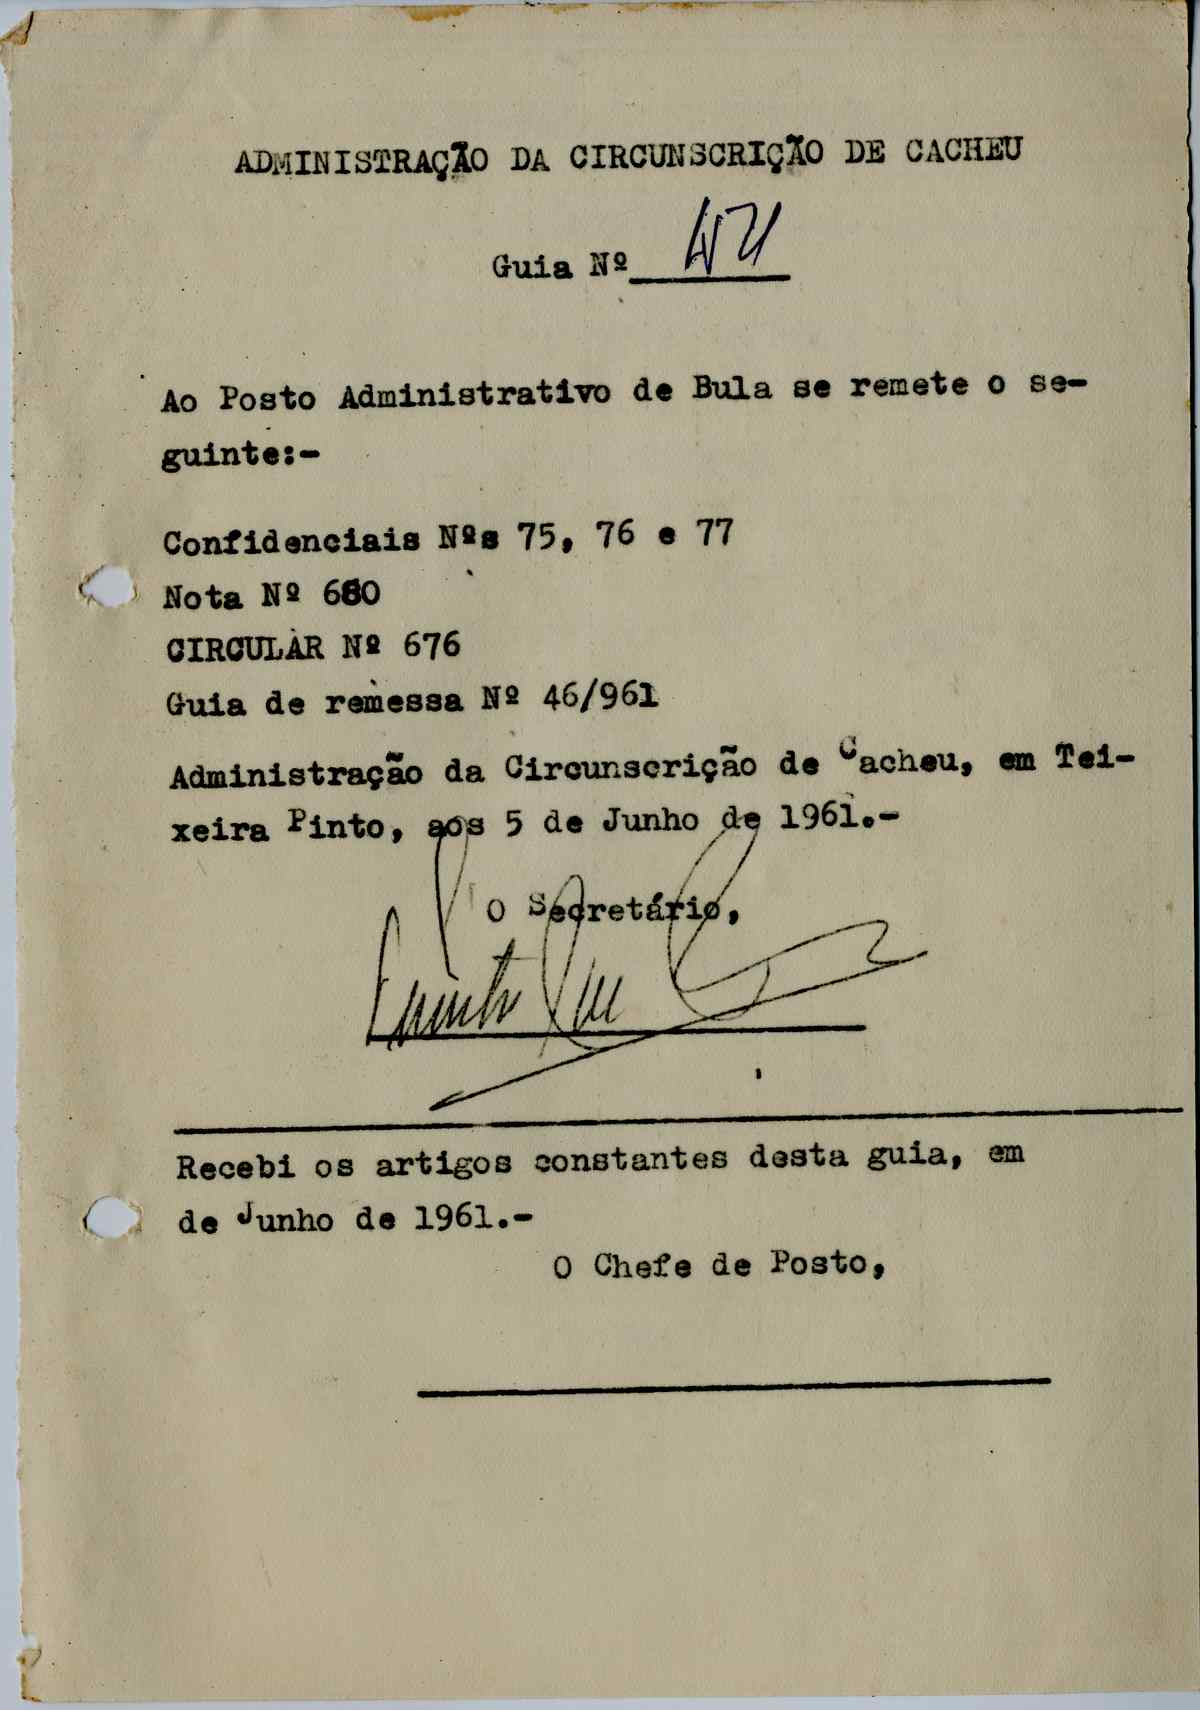 ADMINISTRAÇÃO DA CIRCUNSCRIÇÃO DE CACHEU
Guia Nº
Ao Posto Administrativo de Bula se remete o se-
guinte:-
Confidenciais Nºs 75, 76 e 77
Nota Nº 680
CIRCULAR Nº 676
Guia de remessa Nº 46/961
Administração da Circunscrição de Cacheu, em Tei-
xeira Pinto, aos 5 de Junho de 1961.-
O Secretário,
Recebi os artigos constantes desta guia, em
de Junho de 1961.-
O Chefe de Posto,